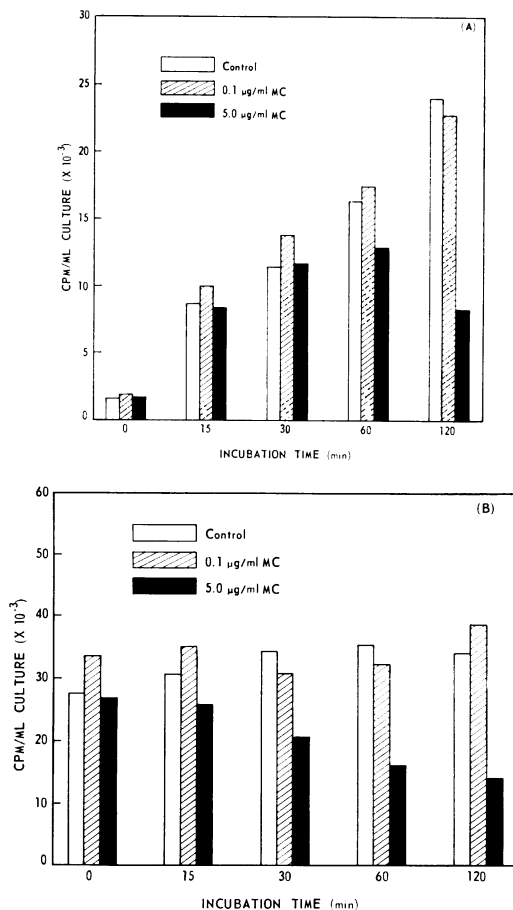 30
(A)
Control
0.1 µg/ml MC
5.0 µg/ml MC
25
20
15
10
5
0
CPM/ML CULTURE (X 10⁻³)
0 15 30 60 120
INCUBATION TIME (min)
60
(B)
Control
0.1 µg/ml MC
5.0 µg/ml MC
50
40
30
20
10
0
CPM/ML CULTURE (X 10⁻³)
0 15 30 60 120
INCUBATION TIME (min)